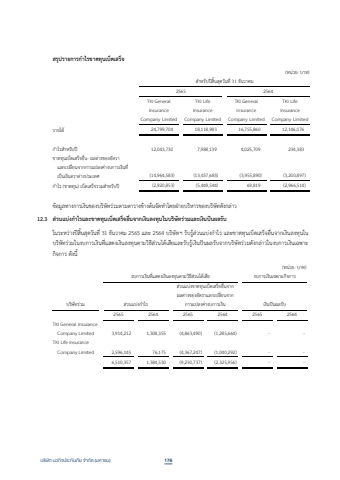 สรุปรายการกำไรขาดทุนเบ็ดเสร็จ
(หน่วย: บาท)
สำหรับปีสิ้นสุดวันที่ 31 ธันวาคม
2565 2564
TKI General TKI Life TKI General TKI Life
Insurance Insurance Insurance Insurance
Company Limited Company Limited Company Limited Company Limited
รายได้ 24,799,704 18,118,983 16,755,860 12,106,576
กำไรสำหรับปี 12,043,734 7,988,119 4,025,709 234,383
ขาดทุนเบ็ดเสร็จอื่น- ผลต่างของอัตรา
แลกเปลี่ยนจากการแปลงค่างบการเงินที่
เป็นเงินตราต่างประเทศ (14,964,583) (13,437,683) (3,955,890) (3,200,897)
กำไร (ขาดทุน) เบ็ดเสร็จรวมสำหรับปี (2,920,853) (5,449,540) 69,819 (2,966,514)
ข้อมูลทางการเงินของบริษัทร่วมตามตารางข้างต้นจัดทำโดยฝ่ายบริหารของบริษัทดังกล่าว
12.3 ส่วนแบ่งกำไรและขาดทุนเบ็ดเสร็จอื่นจากเงินลงทุนในบริษัทร่วมและเงินปันผลรับ
ในระหว่างปีสิ้นสุดวันที่ 31 ธันวาคม 2565 และ 2564 บริษัทฯ รับรู้ส่วนแบ่งกำไร และขาดทุนเบ็ดเสร็จอื่นจากเงินลงทุนใน
บริษัทร่วมในงบการเงินที่แสดงเงินลงทุนตามวิธีส่วนได้เสียและรับรู้เงินปันผลรับจากบริษัทร่วมดังกล่าวในงบการเงินเฉพาะ
กิจการ ดังนี้
(หน่วย: บาท)
งบการเงินที่แสดงเงินลงทุนตามวิธีส่วนได้เสีย งบการเงินเฉพาะกิจการ
ส่วนแบ่งขาดทุนเบ็ดเสร็จอื่นจาก
ผลต่างของอัตราแลกเปลี่ยนจาก
บริษัทร่วม ส่วนแบ่งกำไร การแปลงค่างบการเงิน เงินปันผลรับ
2565 2564 2565 2564 2565 2564
TKI General Insurance
Company Limited 3,914,212 1,308,355 (4,863,490) (1,285,664) - -
TKI Life Insurance
Company Limited 2,596,145 76,175 (4,367,247) (1,040,292) - -
6,510,357 1,384,530 (9,230,737) (2,325,956) - -
บริษัท นวกิจประกันภัย จำกัด (มหาชน) 176